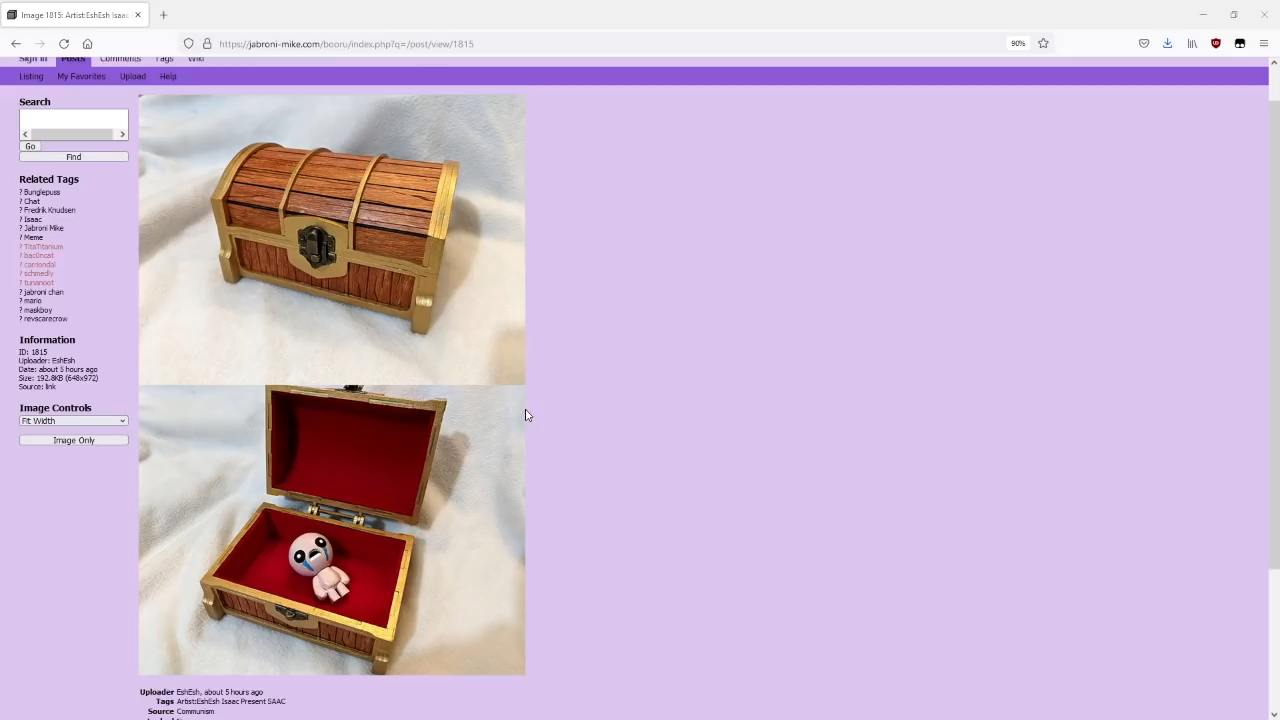 Image 1815: Artist:EshEsh Isaac
https://jabroni-mike.com/booru/index.php?q=/post/view/1815
90%
Sign In Posts Comments Tags Wiki
Listing My Favorites Upload Help
Search
Go
Find
Related Tags
? Bunglepuss
? Chat
? Fredrik Knudsen
? Isaac
? Jabroni Mike
? Meme
? TitaTitanium
? bac0ncat
? carriondal
? schmedly
? tunanoot
? jabroni chan
? mario
? maskboy
? revscarecrow
Information
ID: 1815
Uploader: EshEsh
Date: about 5 hours ago
Size: 192.8KB (648x972)
Source: link
Image Controls
Fit Width
Image Only
Uploader EshEsh, about 5 hours ago
Tags Artist:EshEsh Isaac Present SAAC
Source Communism